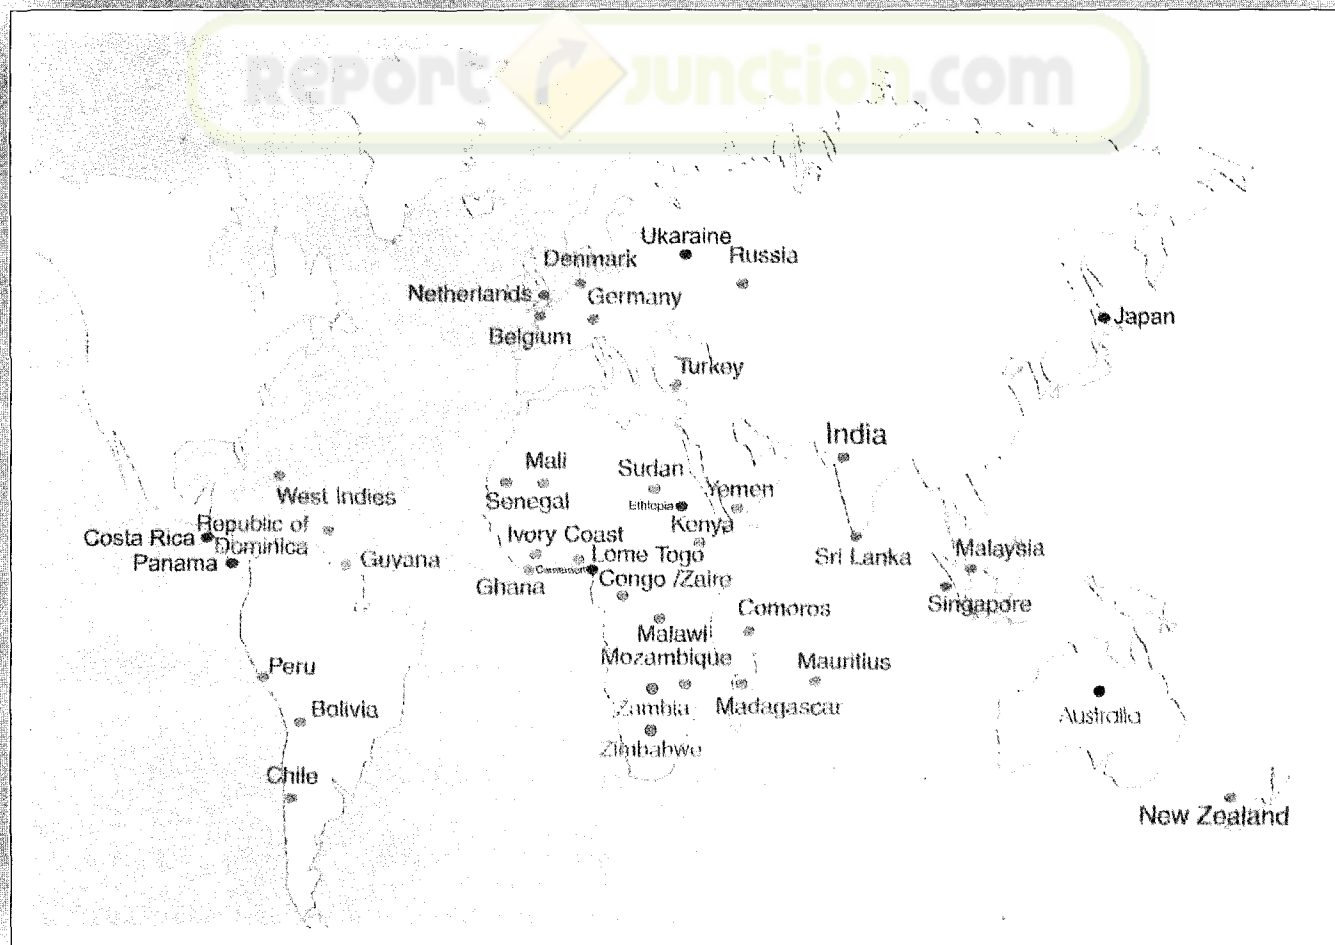 Report Junction.com
Ukaraine
Denmark
Russia
Netherlands
Germany
Belgium
Japan
Turkey
India
Mali
Sudan
Senegal
Yemen
Ethiopia
West Indies
Kenya
Republic of
Dominica
Costa Rica
Panama
Guyana
Ivory Coast
Lome Togo
Ghana
Cameroon
Congo /Zaire
Sri Lanka
Malaysia
Singapore
Comoros
Malawi
Mozambique
Mauritius
Peru
Zambia
Madagascar
Bolivia
Australia
Zimbabwe
Chile
New Zealand